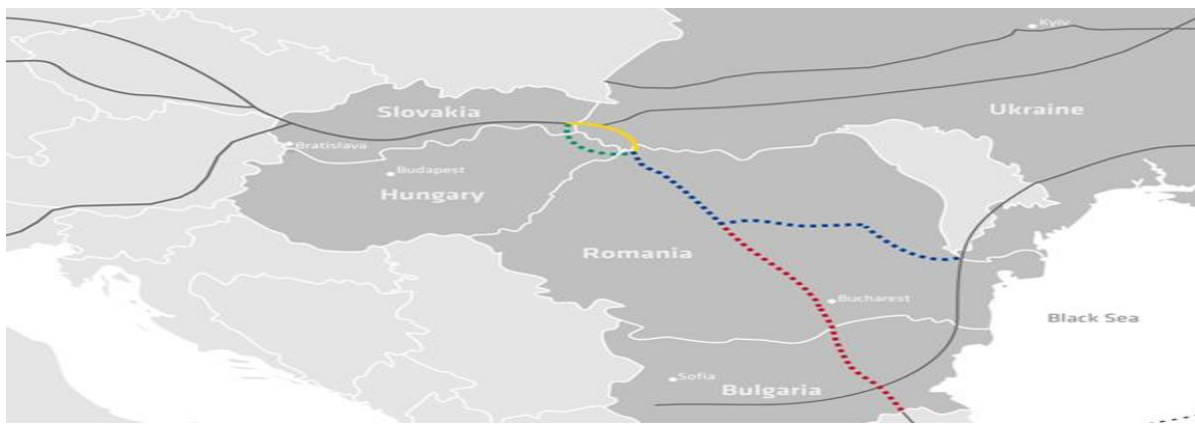 Kyiv
Slovakia
Ukraine
Bratislava
Budapest
Hungary
Romania
Bucharest
Black Sea
Sofia
Bulgaria